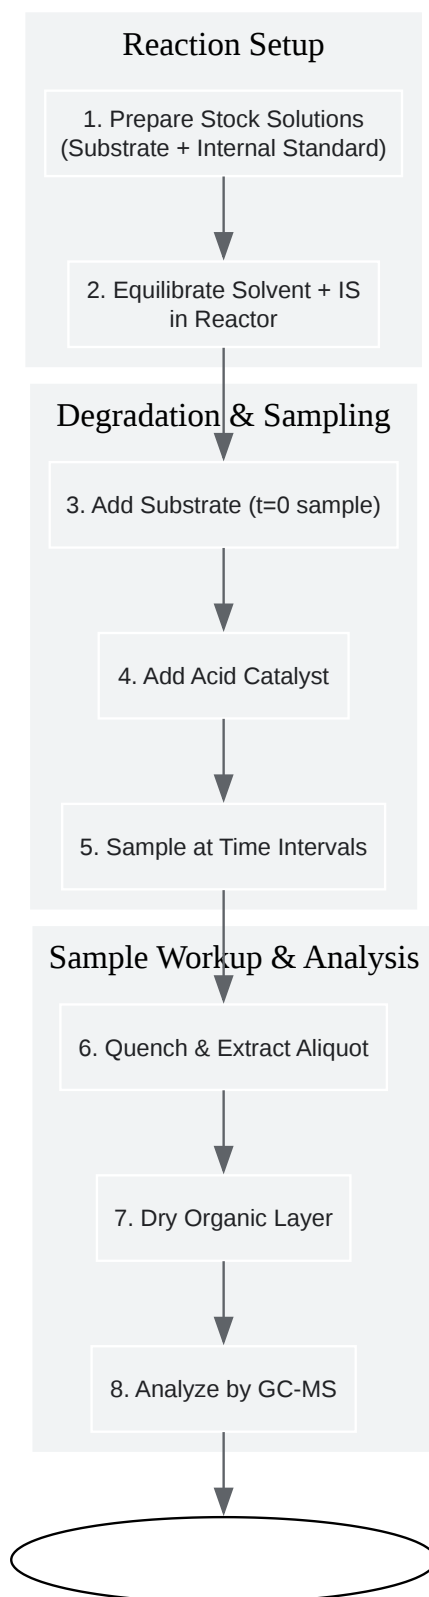 Reaction Setup
1. Prepare Stock Solutions
(Substrate + Internal Standard)
2. Equilibrate Solvent + IS
in Reactor
Degradation & Sampling
3. Add Substrate (t=0 sample)
4. Add Acid Catalyst
5. Sample at Time Intervals
Sample Workup & Analysis
6. Quench & Extract Aliquot
7. Dry Organic Layer
8. Analyze by GC-MS